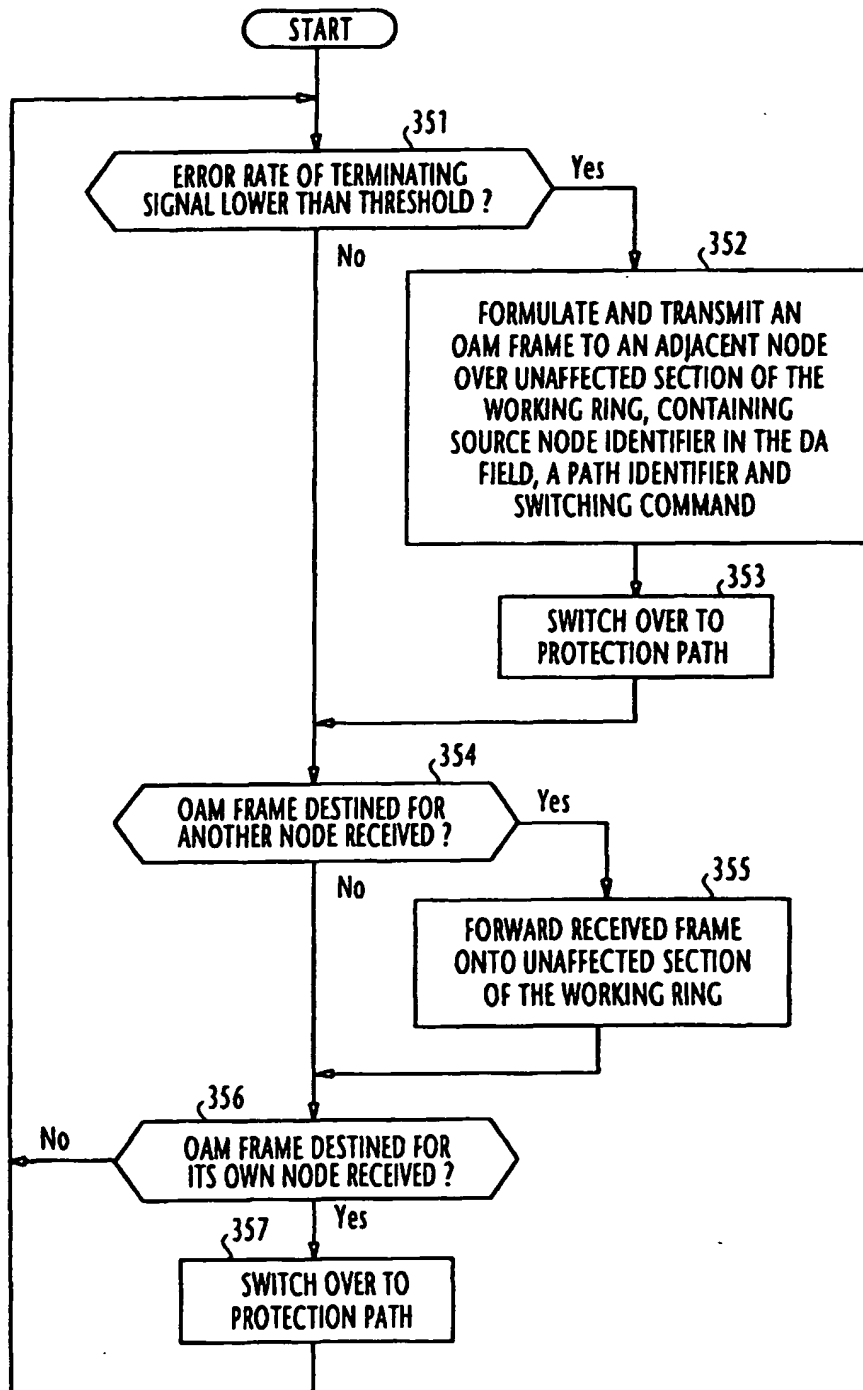 START
351
ERROR RATE OF TERMINATING
SIGNAL LOWER THAN THRESHOLD ?
Yes
No
352
FORMULATE AND TRANSMIT AN
OAM FRAME TO AN ADJACENT NODE
OVER UNAFFECTED SECTION OF THE
WORKING RING, CONTAINING
SOURCE NODE IDENTIFIER IN THE DA
FIELD, A PATH IDENTIFIER AND
SWITCHING COMMAND
353
SWITCH OVER TO
PROTECTION PATH
354
OAM FRAME DESTINED FOR
ANOTHER NODE RECEIVED ?
Yes
No
355
FORWARD RECEIVED FRAME
ONTO UNAFFECTED SECTION
OF THE WORKING RING
356
No
OAM FRAME DESTINED FOR
ITS OWN NODE RECEIVED ?
Yes
357
SWITCH OVER TO
PROTECTION PATH